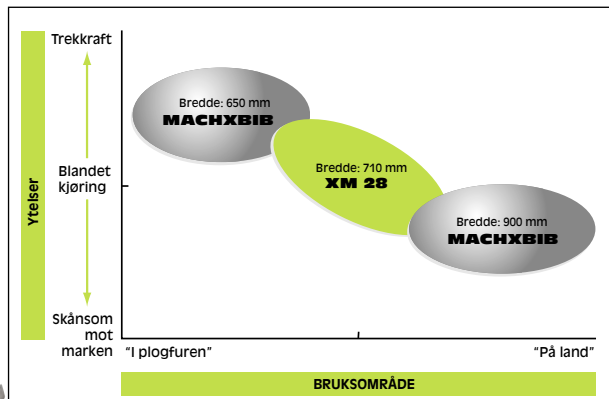 Trekkraft
Bredde: 650 mm
MACHXBIB
Ytelser
Blandet
kjøring
Bredde: 710 mm
XM 28
Bredde: 900 mm
MACHXBIB
Skånsom
mot
marken
"I plogfuren"
"På land"
BRUKSOMRÅDE